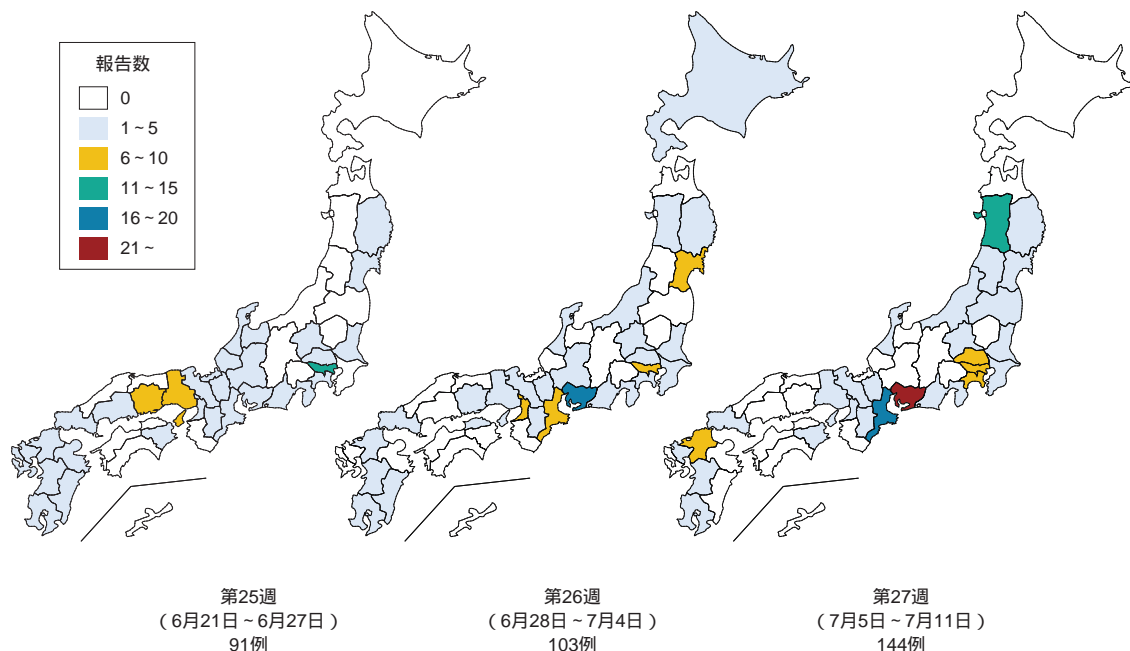 報告数
0
1~5
6~10
11~15
16~20
21~
第25週
(6月21日~6月27日)
91例
第26週
(6月28日~7月4日)
103例
第27週
(7月5日~7月11日)
144例